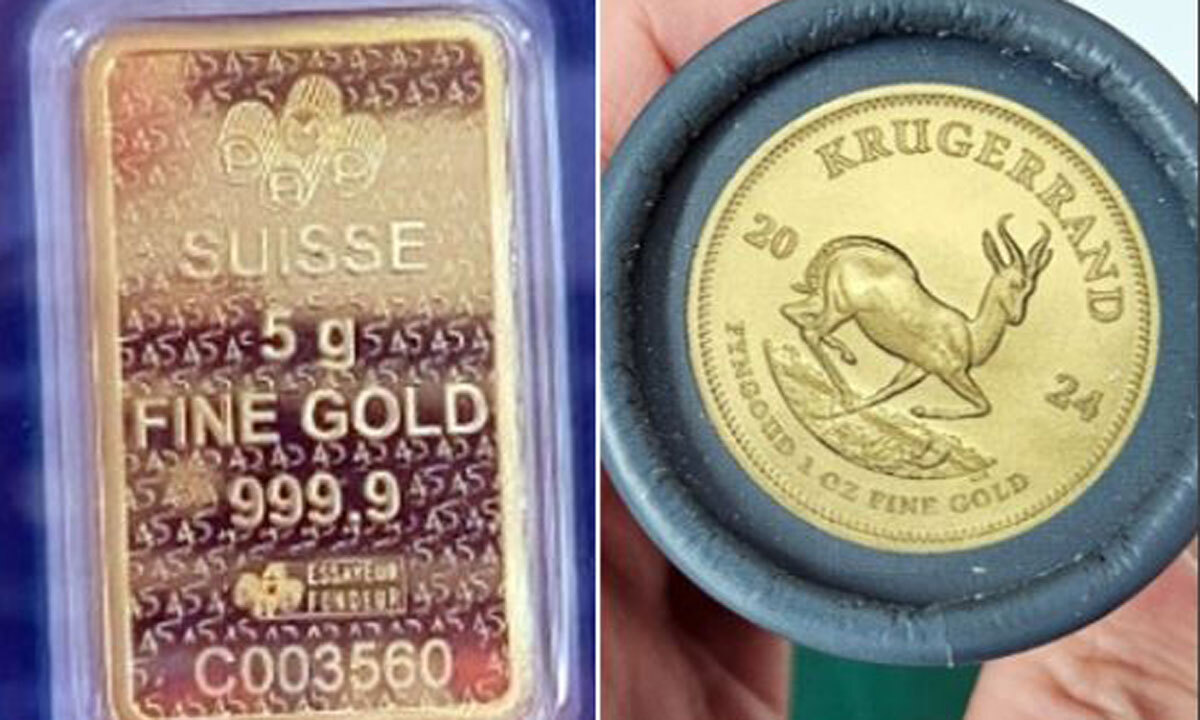 SUISSE
5 g
FINE GOLD
999.9
ESSAYEUR
FONDEUR
C003560
KRUGERRAND
20
24
FYNGOUD 1 OZ FINE GOLD